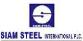 SIAM STEEL INTERNATIONAL P.L.C.